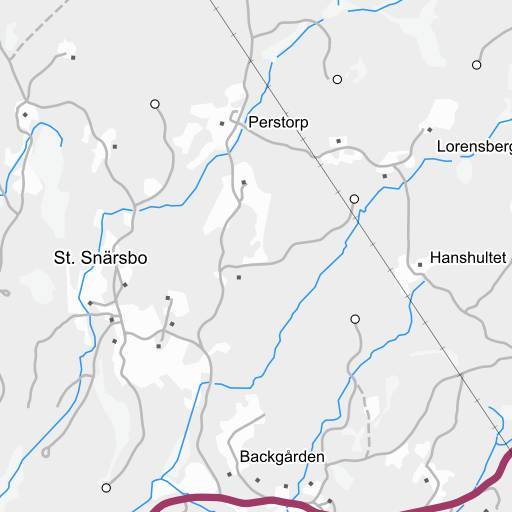 Perstorp
Lorensberg
St. Snärsbo
Hanshultet
Backgården